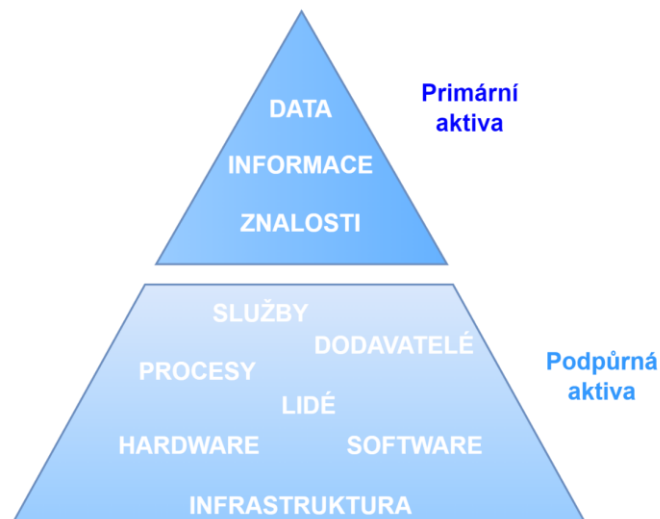 DATA
Primární
aktiva
INFORMACE
ZNALOSTI
SLUŽBY
DODAVATELÉ
PROCESY
Podpůrná
aktiva
LIDÉ
HARDWARE
SOFTWARE
INFRASTRUKTURA